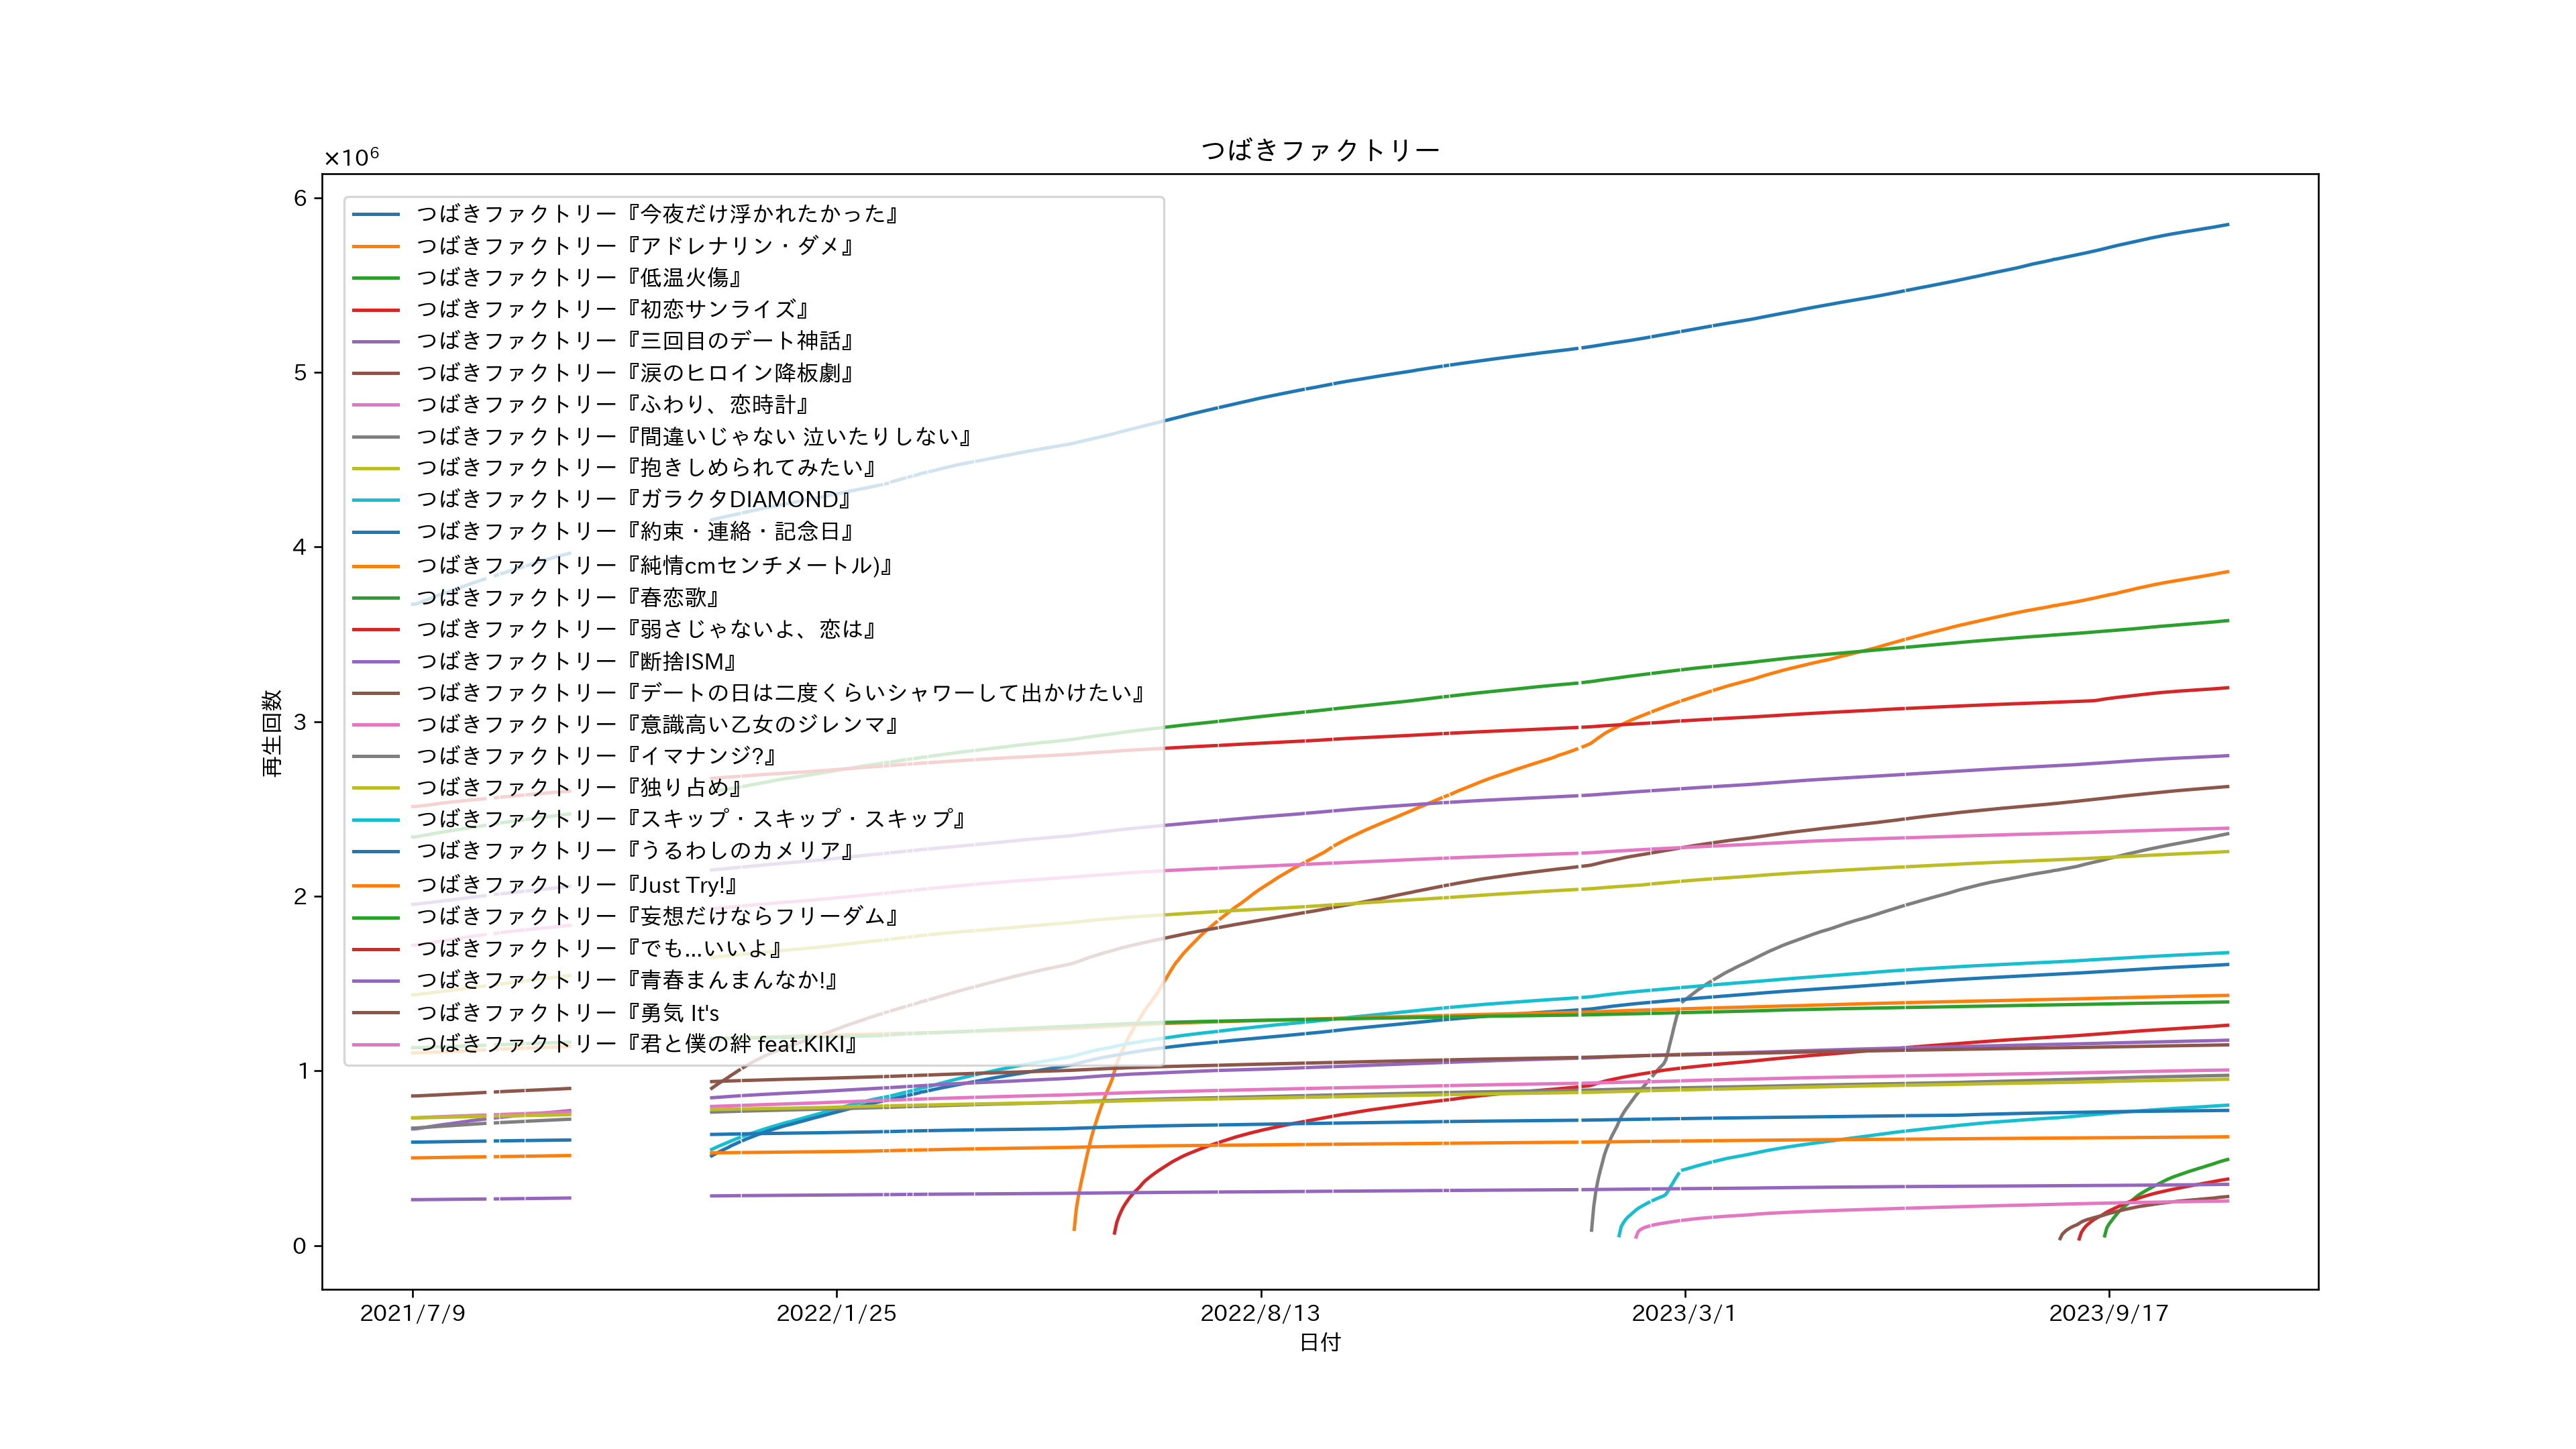 つばきファクトリー
×10⁶
6
5
4
3
2
1
0
再生回数
つばきファクトリー『今夜だけ浮かれたかった』
つばきファクトリー『アドレナリン・ダメ』
つばきファクトリー『低温火傷』
つばきファクトリー『初恋サンライズ』
つばきファクトリー『三回目のデート神話』
つばきファクトリー『涙のヒロイン降板劇』
つばきファクトリー『ふわり、恋時計』
つばきファクトリー『間違いじゃない 泣いたりしない』
つばきファクトリー『抱きしめられてみたい』
つばきファクトリー『ガラクタDIAMOND』
つばきファクトリー『約束・連絡・記念日』
つばきファクトリー『純情cmセンチメートル)』
つばきファクトリー『春恋歌』
つばきファクトリー『弱さじゃないよ、恋は』
つばきファクトリー『断捨ISM』
つばきファクトリー『デートの日は二度くらいシャワーして出かけたい』
つばきファクトリー『意識高い乙女のジレンマ』
つばきファクトリー『イマナンジ?』
つばきファクトリー『独り占め』
つばきファクトリー『スキップ・スキップ・スキップ』
つばきファクトリー『うるわしのカメリア』
つばきファクトリー『Just Try!』
つばきファクトリー『妄想だけならフリーダム』
つばきファクトリー『でも...いいよ』
つばきファクトリー『青春まんまんなか!』
つばきファクトリー『勇気 It's
つばきファクトリー『君と僕の絆 feat.KIKI』
2021/7/9
2022/1/25
2022/8/13
2023/3/1
2023/9/17
日付